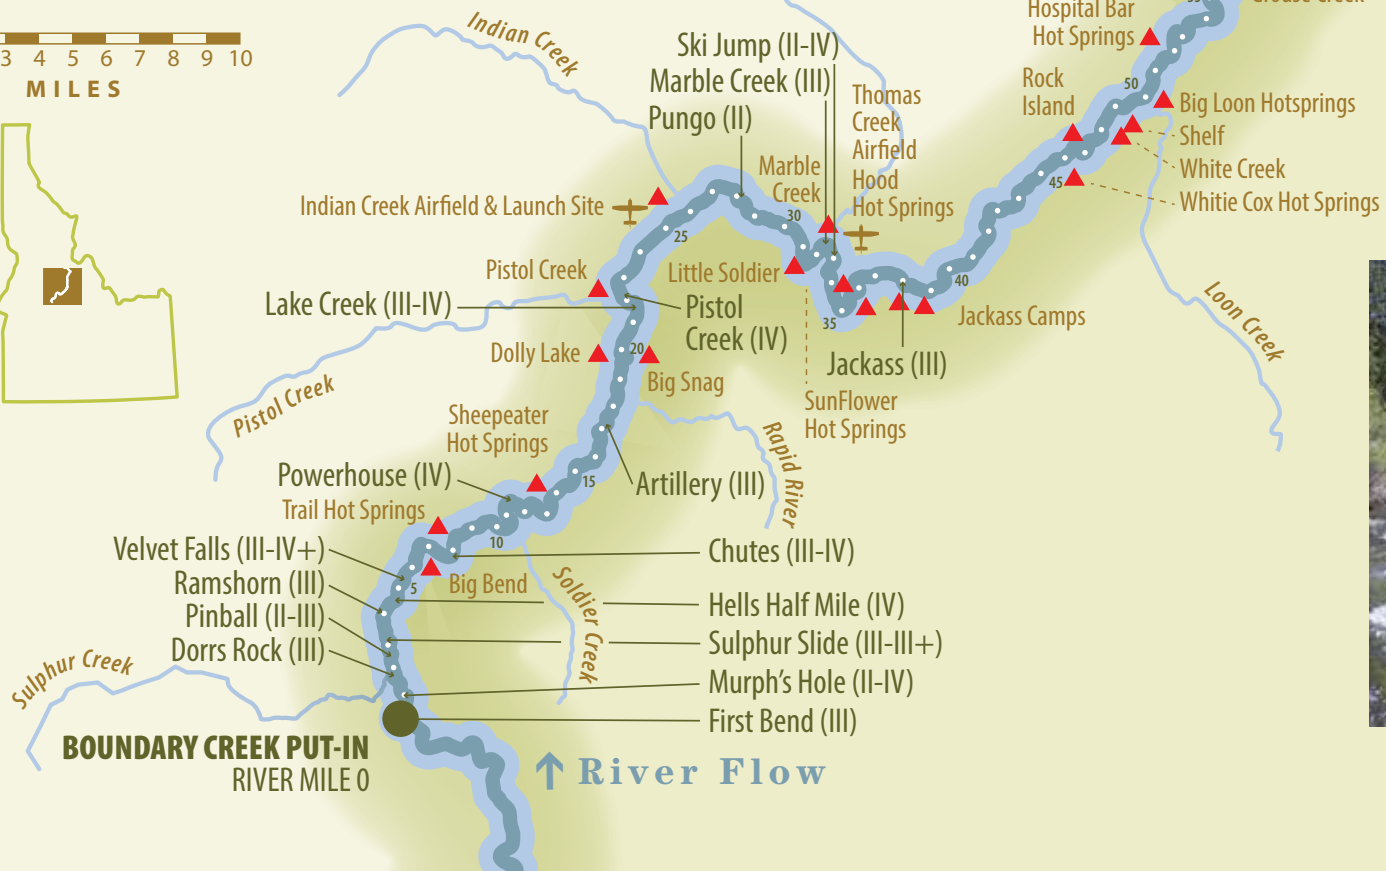 Grouse Creek
Hospital Bar
Hot Springs
Indian Creek
Ski Jump (II-IV)
Marble Creek (III)
Pungo (II)
3 4 5 6 7 8 9 10
MILES
Rock
Island
50
Big Loon Hotsprings
Shelf
White Creek
Whitie Cox Hot Springs
45
Thomas
Creek
Airfield
Hood
Hot Springs
Marble
Creek
30
Indian Creek Airfield & Launch Site
25
Pistol Creek
Little Soldier
40
Lake Creek (III-IV)
Pistol
Creek (IV)
35
Jackass Camps
Loon Creek
Dolly Lake
20
Big Snag
Jackass (III)
Pistol Creek
SunFlower
Hot Springs
Sheepeater
Hot Springs
Rapid River
Powerhouse (IV)
15
Artillery (III)
Trail Hot Springs
10
Velvet Falls (III-IV+)
Chutes (III-IV)
Ramshorn (III)
5
Big Bend
Soldier Creek
Pinball (II-III)
Hells Half Mile (IV)
Dorrs Rock (III)
Sulphur Slide (III-III+)
Sulphur Creek
Murph's Hole (II-IV)
First Bend (III)
BOUNDARY CREEK PUT-IN
RIVER MILE 0
River Flow